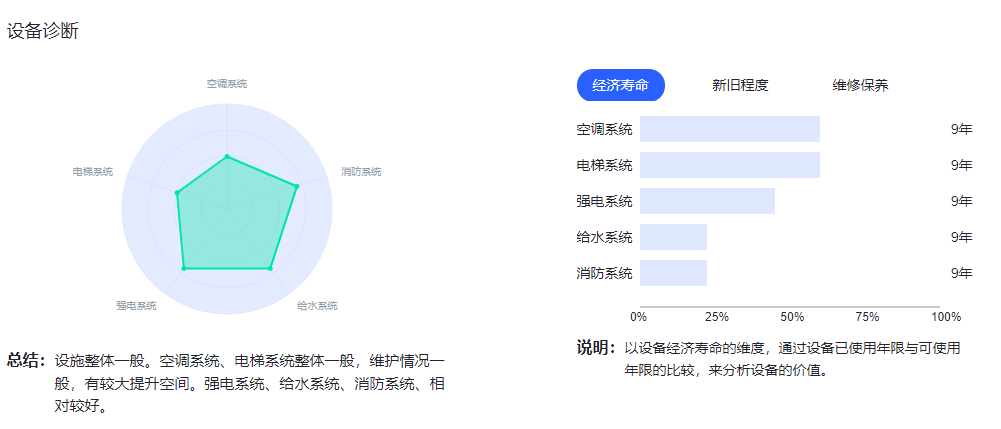 设备诊断
空调系统
电梯系统
消防系统
强电系统
给水系统
总结：设施整体一般。空调系统、电梯系统整体一般，维护情况一
般，有较大提升空间。强电系统、给水系统、消防系统、相
对较好。
经济寿命 新旧程度 维修保养
空调系统 9年
电梯系统 9年
强电系统 9年
给水系统 9年
消防系统 9年
0% 25% 50% 75% 100%
说明：以设备经济寿命的维度，通过设备已使用年限与可使用
年限的比较，来分析设备的价值。